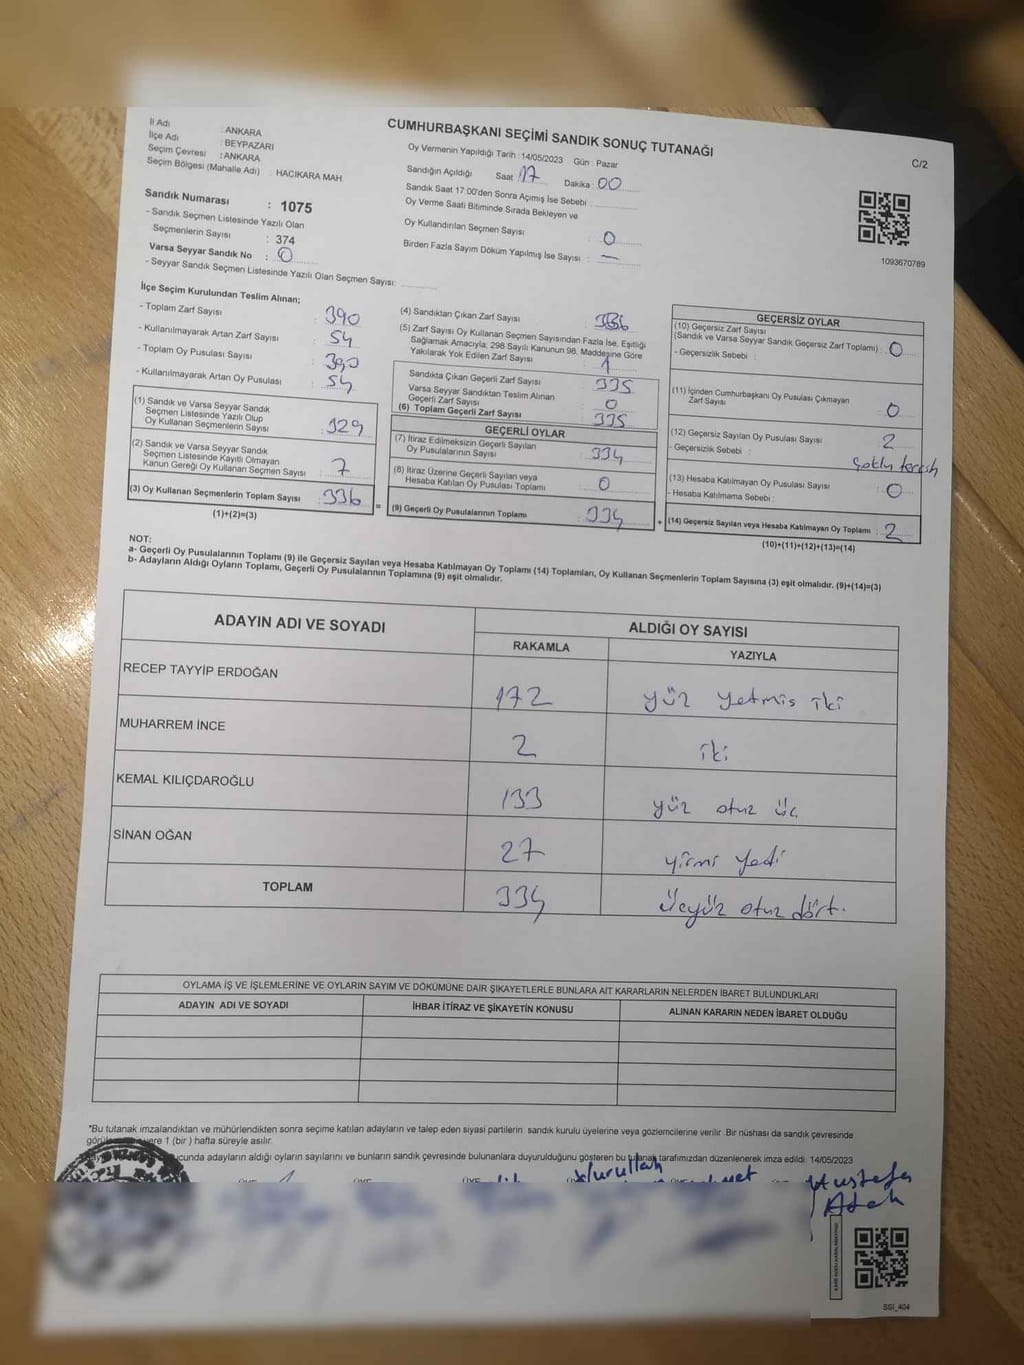 CUMHURBAŞKANI SEÇİMİ SANDIK SONUÇ TUTANAĞI
C/2
İl Adı : ANKARA
İlçe Adı : BEYPAZARI
Seçim Çevresi : ANKARA
Seçim Bölgesi (Mahalle Adı) : HACIKARA MAH.
Sandık Numarası : 1075
- Sandık Seçmen Listesinde Yazılı Olan
Seçmenlerin Sayısı : 374
Varsa Seyyar Sandık No : 0
- Seyyar Sandık Seçmen Listesinde Yazılı Olan Seçmen Sayısı:
Oy Vermenin Yapıldığı Tarih : 14/05/2023 Gün : Pazar
Sandığın Açıldığı Saat 17 Dakika : 00
Sandık Saat 17:00'den Sonra Açımış İse Sebebi :
Oy Verme Saati Bitiminde Sırada Bekleyen ve
Oy Kullandırılan Seçmen Sayısı : 0
Birden Fazla Sayım Döküm Yapılmış İse Sayısı : —
1093670769
İlçe Seçim Kurulundan Teslim Alınan;
- Toplam Zarf Sayısı : 390
- Kullanılmayarak Artan Zarf Sayısı : 54
- Toplam Oy Pusulası Sayısı : 390
- Kullanılmayarak Artan Oy Pusulası : 54
(1) Sandık ve Varsa Seyyar Sandık
Seçmen Listesinde Yazılı Olup
Oy Kullanan Seçmenlerin Sayısı : 329
(2) Sandık ve Varsa Seyyar Sandık
Seçmen Listesinde Kayıtlı Olmayan
Kanun Gereği Oy Kullanan Seçmen Sayısı : 7
(3) Oy Kullanan Seçmenlerin Toplam Sayısı : 336
(1)+(2)=(3)
(4) Sandıktan Çıkan Zarf Sayısı : 336
(5) Zarf Sayısı Oy Kullanan Seçmen Sayısından Fazla İse, Eşitliği
Sağlamak Amacıyla; 298 Sayılı Kanunun 98. Maddesine Göre
Yakılarak Yok Edilen Zarf Sayısı : 1
Sandıkta Çıkan Geçerli Zarf Sayısı : 335
Varsa Seyyar Sandıktan Teslim Alınan
Geçerli Zarf Sayısı : 0
(6) Toplam Geçerli Zarf Sayısı : 335
GEÇERLİ OYLAR
(7) İtiraz Edilmeksizin Geçerli Sayılan
Oy Pusulalarının Sayısı : 334
(8) İtiraz Üzerine Geçerli Sayılan veya
Hesaba Katılan Oy Pusulası Toplamı : 0
(9) Geçerli Oy Pusulalarının Toplamı : 334
GEÇERSİZ OYLAR
(10) Geçersiz Zarf Sayısı
(Sandık ve Varsa Seyyar Sandık Geçersiz Zarf Toplamı) : 0
- Geçersizlik Sebebi :
(11) İçinden Cumhurbaşkanı Oy Pusulası Çıkmayan
Zarf Sayısı : 0
(12) Geçersiz Sayılan Oy Pusulası Sayısı : 2
- Geçersizlik Sebebi :
(13) Hesaba Katılmayan Oy Pusulası Sayısı : 0
- Hesaba Katılmama Sebebi :
(14) Geçersiz Sayılan veya Hesaba Katılmayan Oy Toplamı : 2
(10)+(11)+(12)+(13)=(14)
NOT:
a- Geçerli Oy Pusulalarının Toplamı (9) ile Geçersiz Sayılan veya Hesaba Katılmayan Oy Toplamı (14) Toplamları, Oy Kullanan Seçmenlerin Toplam Sayısına (3) eşit olmalıdır. (9)+(14)=(3)
b- Adayların Aldığı Oyların Toplamı, Geçerli Oy Pusulalarının Toplamına (9) eşit olmalıdır.
ADAYIN ADI VE SOYADI ALDIĞI OY SAYISI
RAKAMLA YAZIYLA
RECEP TAYYİP ERDOĞAN 172 yüz yetmis iki
MUHARREM İNCE 2 iki
KEMAL KILIÇDAROĞLU 133 yüz otuz üç
SİNAN OĞAN 27 yirmi yedi
TOPLAM 334 üçyüz otuz dört.
OYLAMA İŞ VE İŞLEMLERİNE VE OYLARIN SAYIM VE DÖKÜMÜNE DAİR ŞİKAYETLERLE BUNLARA AİT KARARLARIN NELERDEN İBARET BULUNDUKLARI
ADAYIN ADI VE SOYADI İHBAR İTİRAZ VE ŞİKAYETİN KONUSU ALINAN KARARIN NEDEN İBARET OLDUĞU
*Bu tutanak imzalandıktan ve mühürlendikten sonra seçime katılan adayların ve talep eden siyasi partilerin sandık kurulu üyelerine veya gözlemcilerine verilir. Bir nüshası da sandık çevresinde
1 (bir) hafta süreyle asılır.
adayların aldığı oyların sayılarını ve bunların sandık çevresinde bulunanlara duyurulduğunu gösteren bu tutanak tarafımızdan düzenlenerek imza edildi. 14/05/2023
Nurullah
Mustafa
SSİ_404